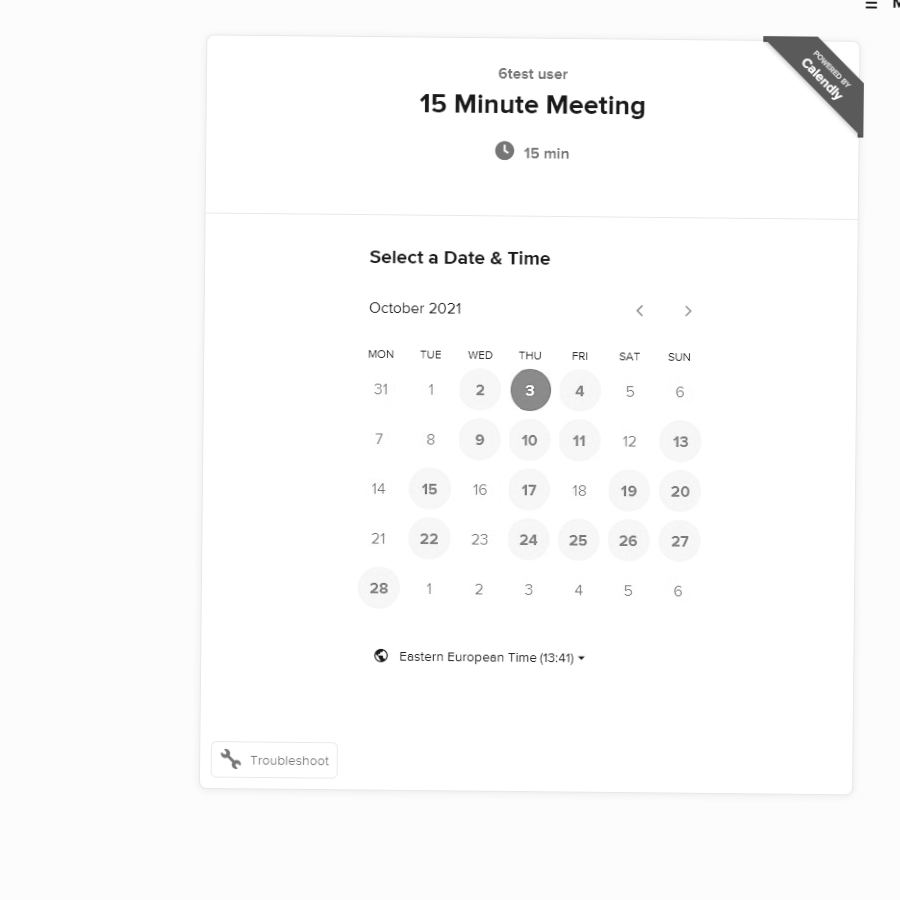 POWERED BY
Calendly
6test user
15 Minute Meeting
15 min
Select a Date & Time
October 2021
MON TUE WED THU FRI SAT SUN
31 1 2 3 4 5 6
7 8 9 10 11 12 13
14 15 16 17 18 19 20
21 22 23 24 25 26 27
28 1 2 3 4 5 6
Eastern European Time (13:41)
Troubleshoot